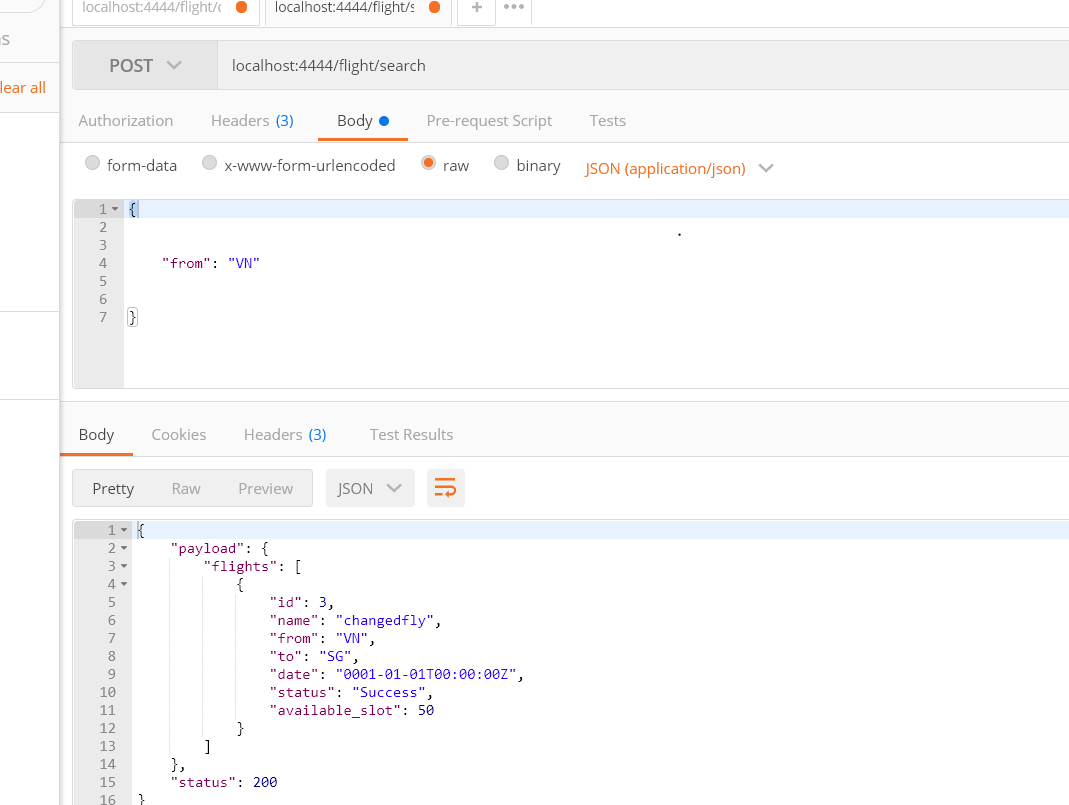 localhost:4444/flight/ localhost:4444/flight/s + •••
POST localhost:4444/flight/search
lear all
Authorization Headers (3) Body Pre-request Script Tests
form-data x-www-form-urlencoded raw binary JSON (application/json)
1 {
2
3
4 "from": "VN"
5
6
7 }
Body Cookies Headers (3) Test Results
Pretty Raw Preview JSON
1 {
2 "payload": {
3 "flights": [
4 {
5 "id": 3,
6 "name": "changedfly",
7 "from": "VN",
8 "to": "SG",
9 "date": "0001-01-01T00:00:00Z",
10 "status": "Success",
11 "available_slot": 50
12 }
13 ]
14 },
15 "status": 200
16 }